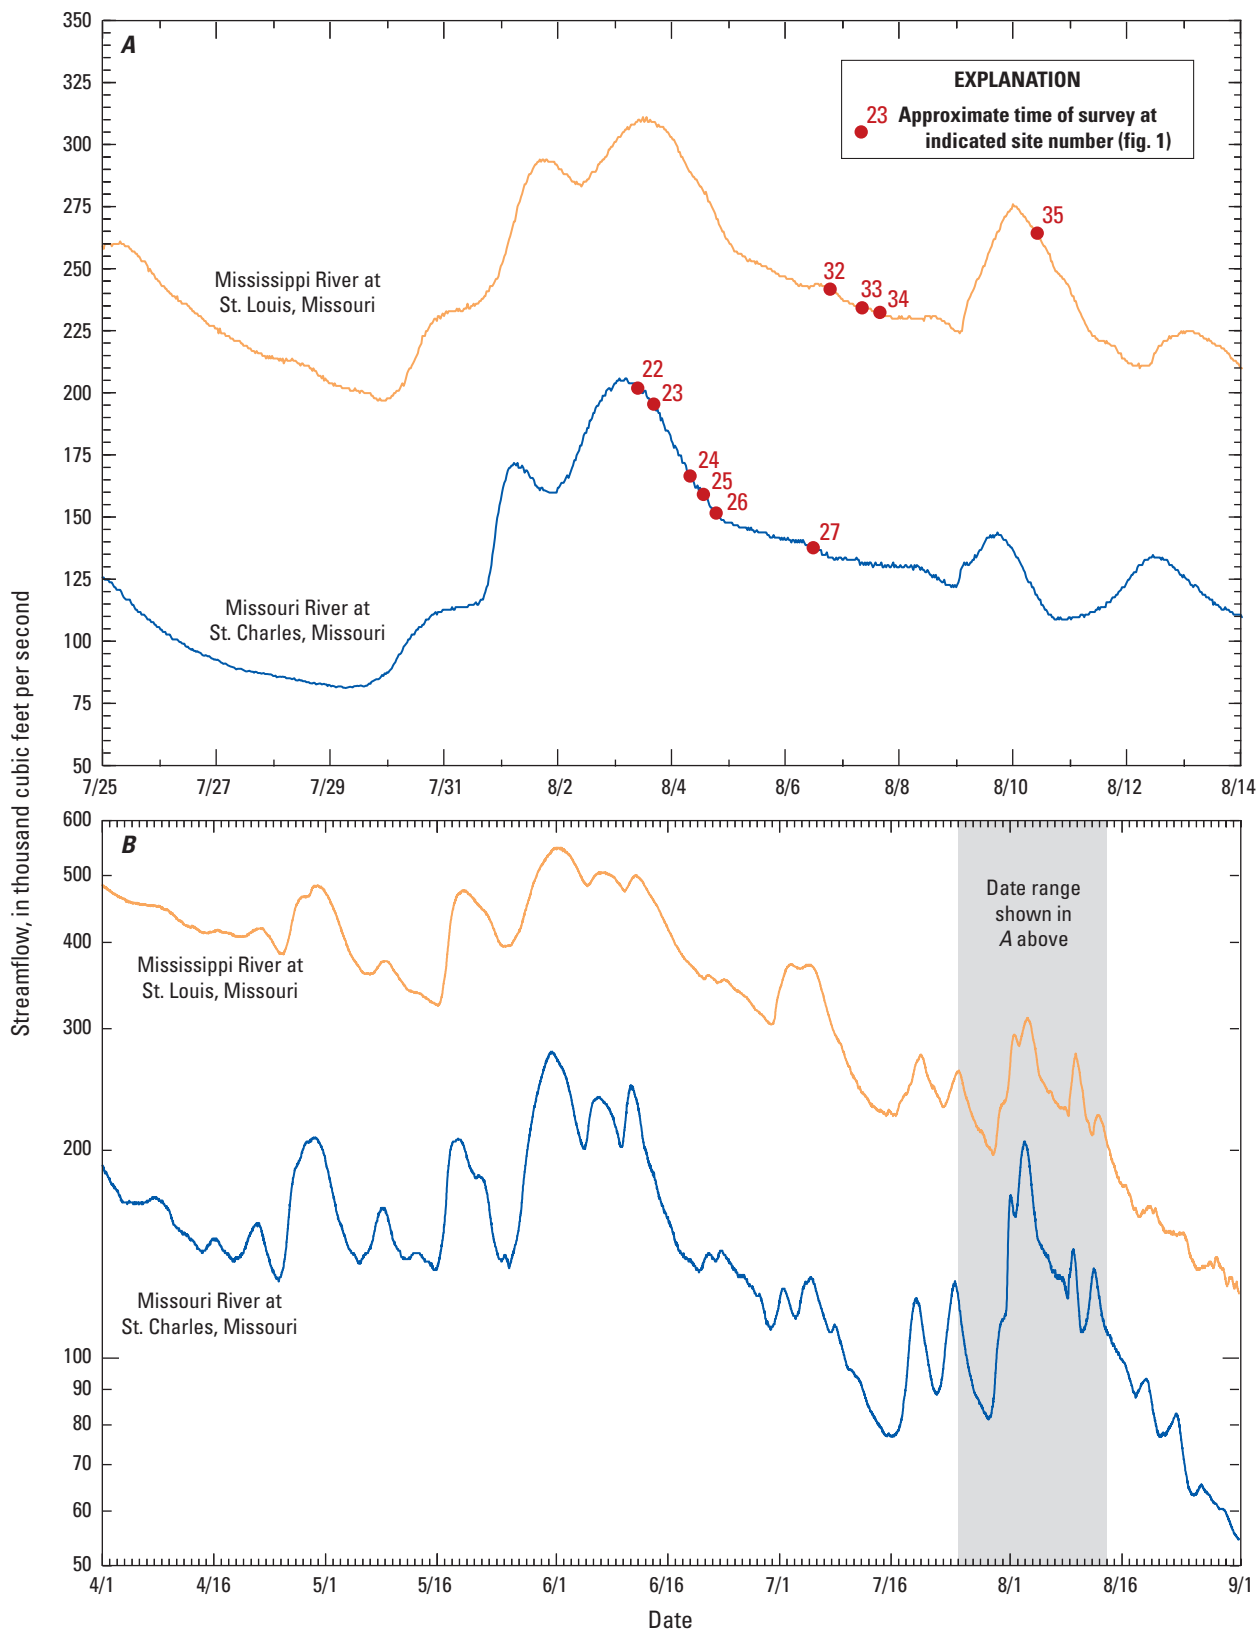 Streamflow, in thousand cubic feet per second
A
350
325
300
275
250
225
200
175
150
125
100
75
50
EXPLANATION
23 Approximate time of survey at
indicated site number (fig. 1)
Mississippi River at
St. Louis, Missouri
32
33
34
35
22
23
24
25
26
27
Missouri River at
St. Charles, Missouri
7/25 7/27 7/29 7/31 8/2 8/4 8/6 8/8 8/10 8/12 8/14
B
600
500
400
300
200
100
90
80
70
60
50
Date range
shown in
A above
Mississippi River at
St. Louis, Missouri
Missouri River at
St. Charles, Missouri
4/1 4/16 5/1 5/16 6/1 6/16 7/1 7/16 8/1 8/16 9/1
Date